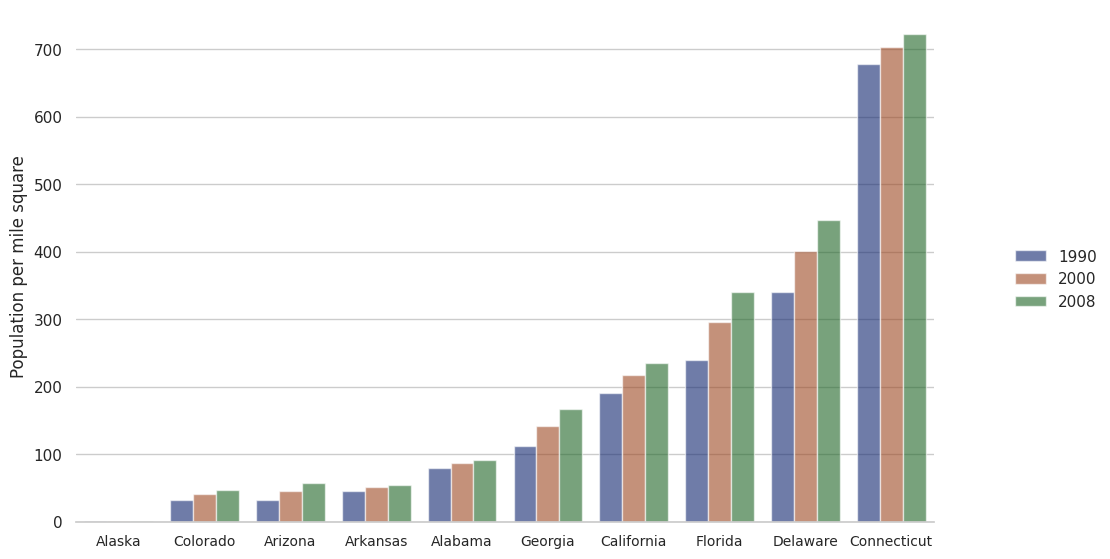 Population per mile square
700
600
500
400
300
200
100
0
Alaska
Colorado
Arizona
Arkansas
Alabama
Georgia
California
Florida
Delaware
Connecticut
1990
2000
2008